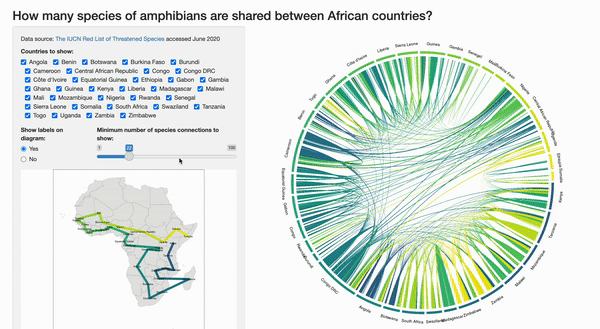 How many species of amphibians are shared between African countries?
Data source: The IUCN Red List of Threatened Species accessed June 2020
Countries to show:
Angola Benin Botswana Burkina Faso Burundi
Cameroon Central African Republic Congo Congo DRC
Côte d'Ivoire Equatorial Guinea Ethiopia Gabon Gambia
Ghana Guinea Kenya Liberia Madagascar Malawi
Mali Mozambique Nigeria Rwanda Senegal
Sierra Leone Somalia South Africa Swaziland Tanzania
Togo Uganda Zambia Zimbabwe
Show labels on
diagram:
Yes
No
Minimum number of species connections to
show:
1
22
100
Côte d'Ivoire
Liberia
Sierra Leone
Guinea
Gambia
Senegal
Mali
Burkina Faso
Nigeria
Central African Republic
Uganda
Ethiopia
Somalia
Kenya
Tanzania
Mozambique
Malawi
Zambia
Zimbabwe
Madagascar
Swaziland
South Africa
Botswana
Angola
Congo DRC
Burundi
Rwanda
Congo
Gabon
Equatorial Guinea
Cameroon
Benin
Togo
Ghana